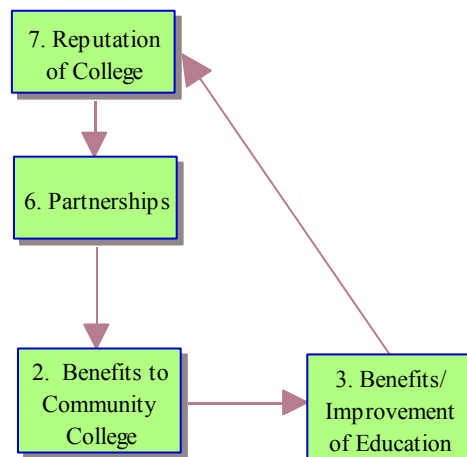 7. Reputation
of College
6. Partnerships
2. Benefits to
Community
College
3. Benefits/
Improvement
of Education